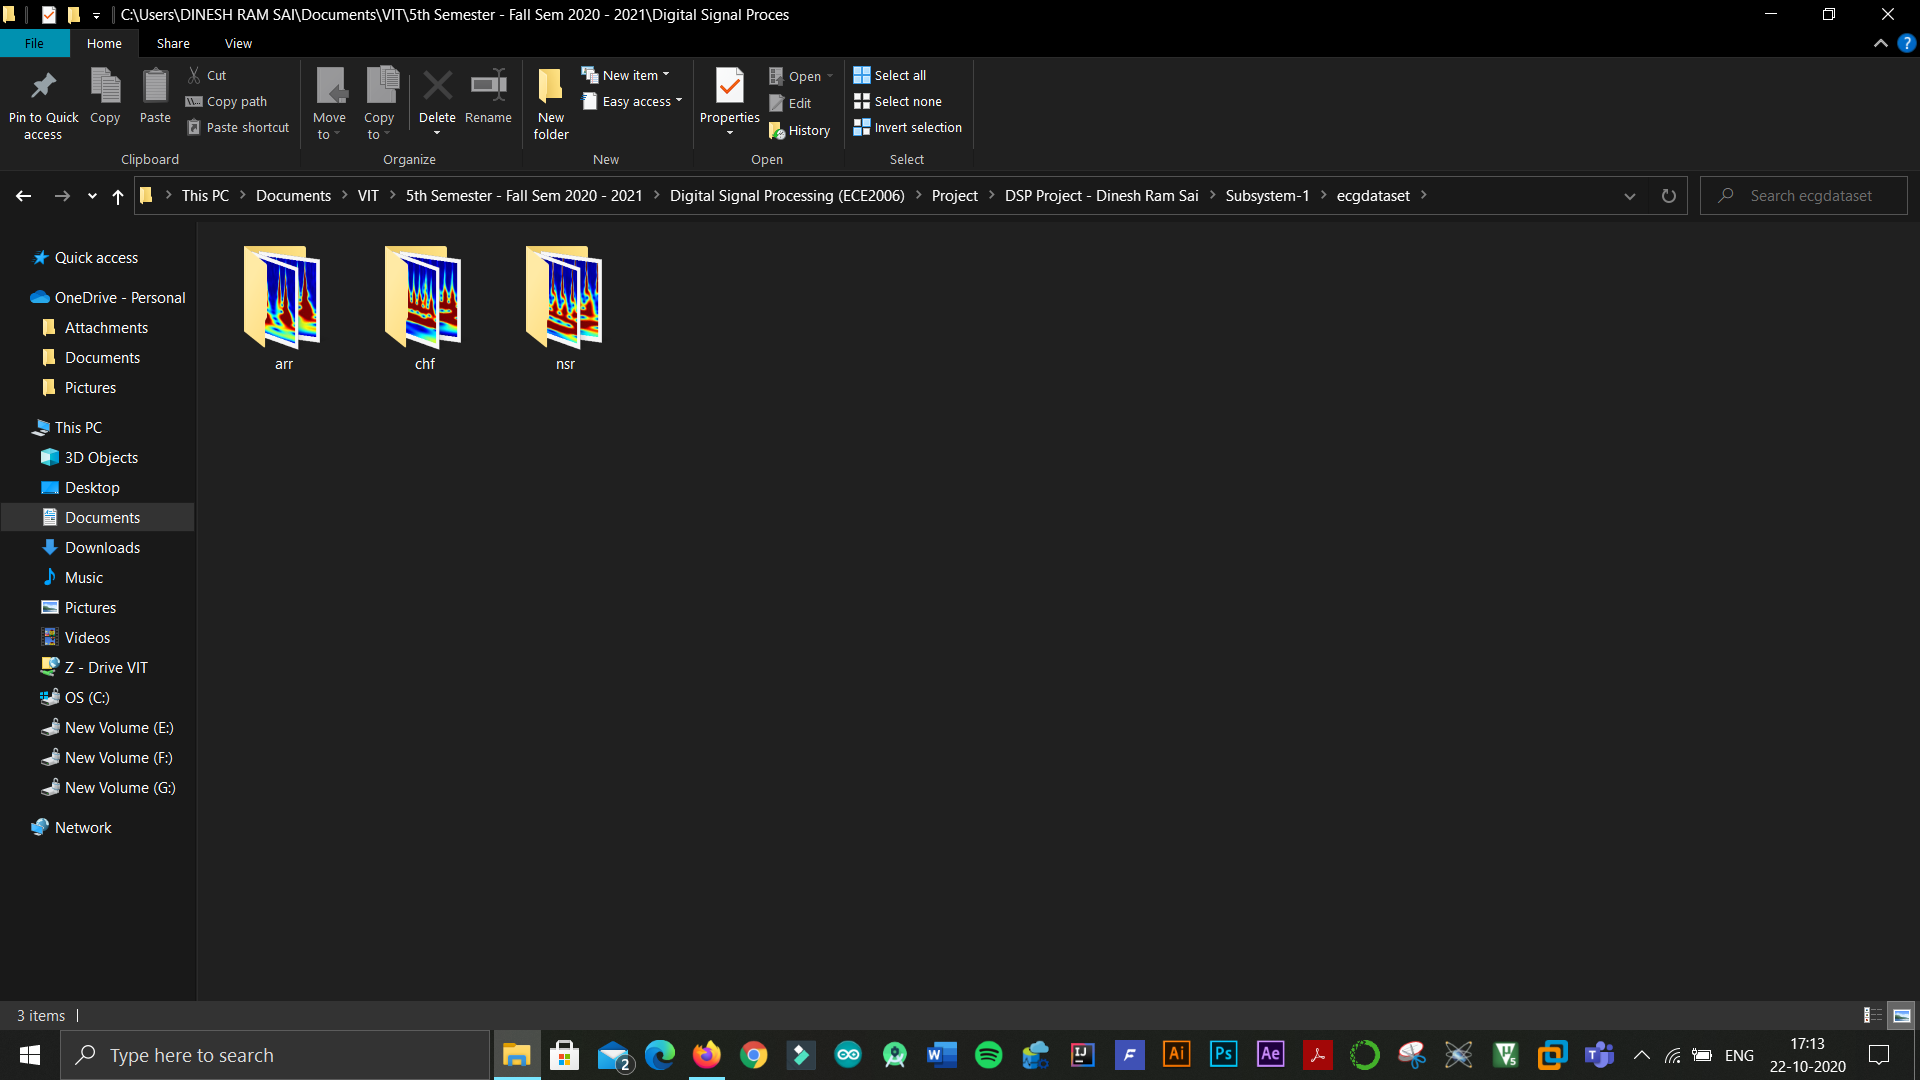 C:\Users\DINESH RAM SAI\Documents\VIT\5th Semester - Fall Sem 2020 - 2021\Digital Signal Proces
File Home Share View
Pin to Quick access
Copy
Paste
Cut
Copy path
Paste shortcut
Clipboard
Move to
Copy to
Delete
Rename
Organize
New folder
New item
Easy access
New
Properties
Open
Edit
History
Open
Select all
Select none
Invert selection
Select
This PC > Documents > VIT > 5th Semester - Fall Sem 2020 - 2021 > Digital Signal Processing (ECE2006) > Project > DSP Project - Dinesh Ram Sai > Subsystem-1 > ecgdataset >
Search ecgdataset
Quick access
OneDrive - Personal
Attachments
Documents
Pictures
This PC
3D Objects
Desktop
Documents
Downloads
Music
Pictures
Videos
Z - Drive VIT
OS (C:)
New Volume (E:)
New Volume (F:)
New Volume (G:)
Network
arr
chf
nsr
3 items
Type here to search
2
W
IJ
F
Ai
Ps
Ae
ENG
17:13
22-10-2020